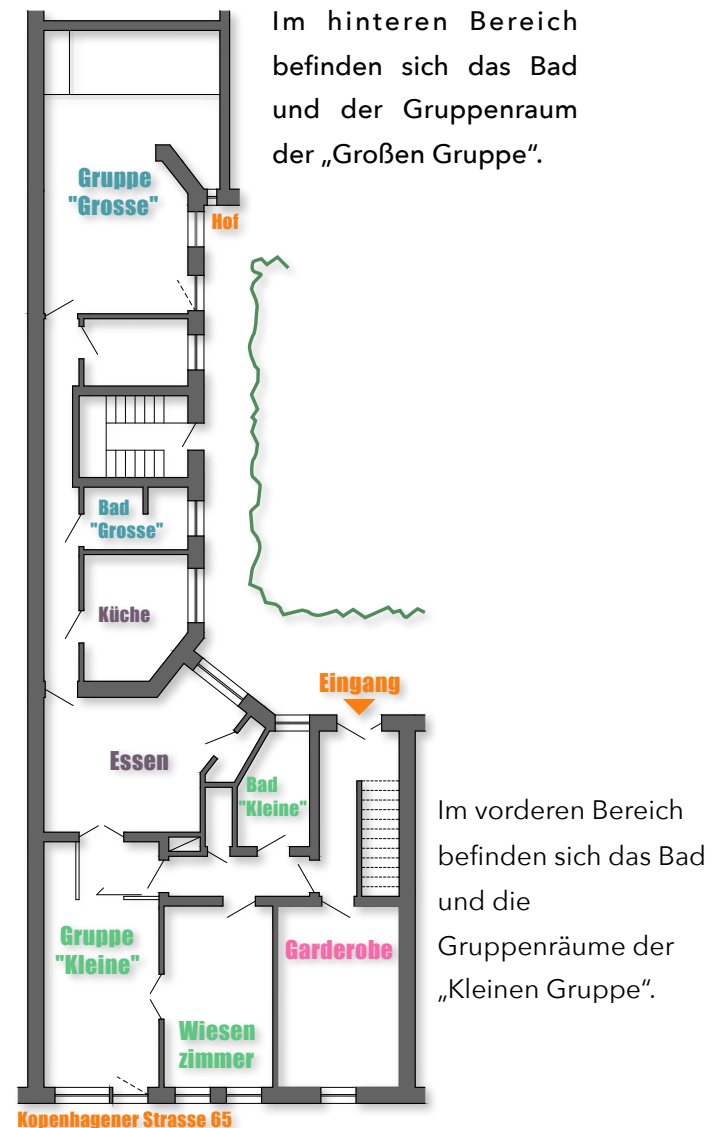 Im hinteren Bereich
befinden sich das Bad
und der Gruppenraum
der „Großen Gruppe“.
Gruppe
"Grosse"
Hof
Bad
"Grosse"
Küche
Eingang
Essen
Bad
"Kleine"
Im vorderen Bereich
befinden sich das Bad
und die
Gruppenräume der
„Kleinen Gruppe“.
Gruppe
"Kleine"
Garderobe
Wiesen
zimmer
Kopenhagener Strasse 65